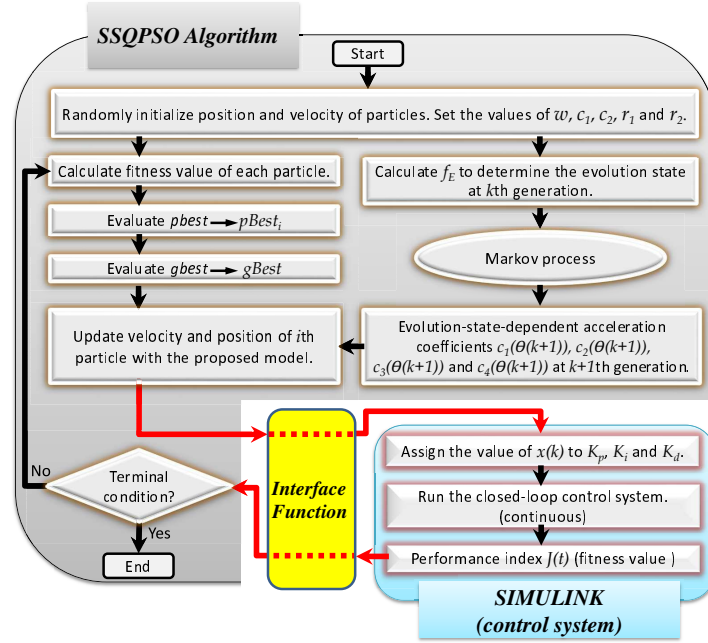 SSQPSO Algorithm
Start
Randomly initialize position and velocity of particles. Set the values of w, c₁, c₂, r₁ and r₂.
Calculate fitness value of each particle.
Evaluate pbest→pBestᵢ
Evaluate gbest→gBest
Update velocity and position of ith
particle with the proposed model.
Calculate f_E to determine the evolution state
at kth generation.
Markov process
Evolution-state-dependent acceleration
coefficients c₁(Θ(k+1)), c₂(Θ(k+1)),
c₃(Θ(k+1)) and c₄(Θ(k+1)) at k+1th generation.
No
Terminal
condition?
Yes
End
Interface
Function
Assign the value of x(k) to Kₚ, Kᵢ and K_d.
Run the closed-loop control system.
(continuous)
Performance index J(t) (fitness value )
SIMULINK
(control system)